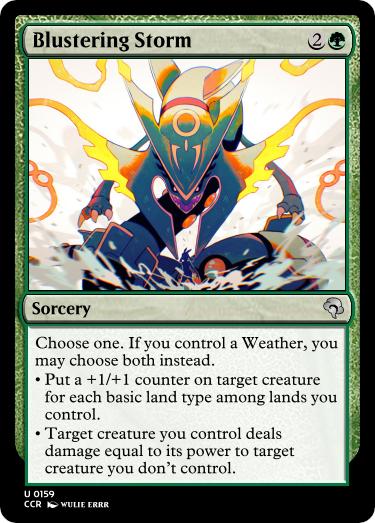 Blustering Storm 2
Sorcery
Choose one. If you control a Weather, you
may choose both instead.
• Put a +1/+1 counter on target creature
for each basic land type among lands you
control.
• Target creature you control deals
damage equal to its power to target
creature you don't control.
U 0159
CCR WULIE ERRR